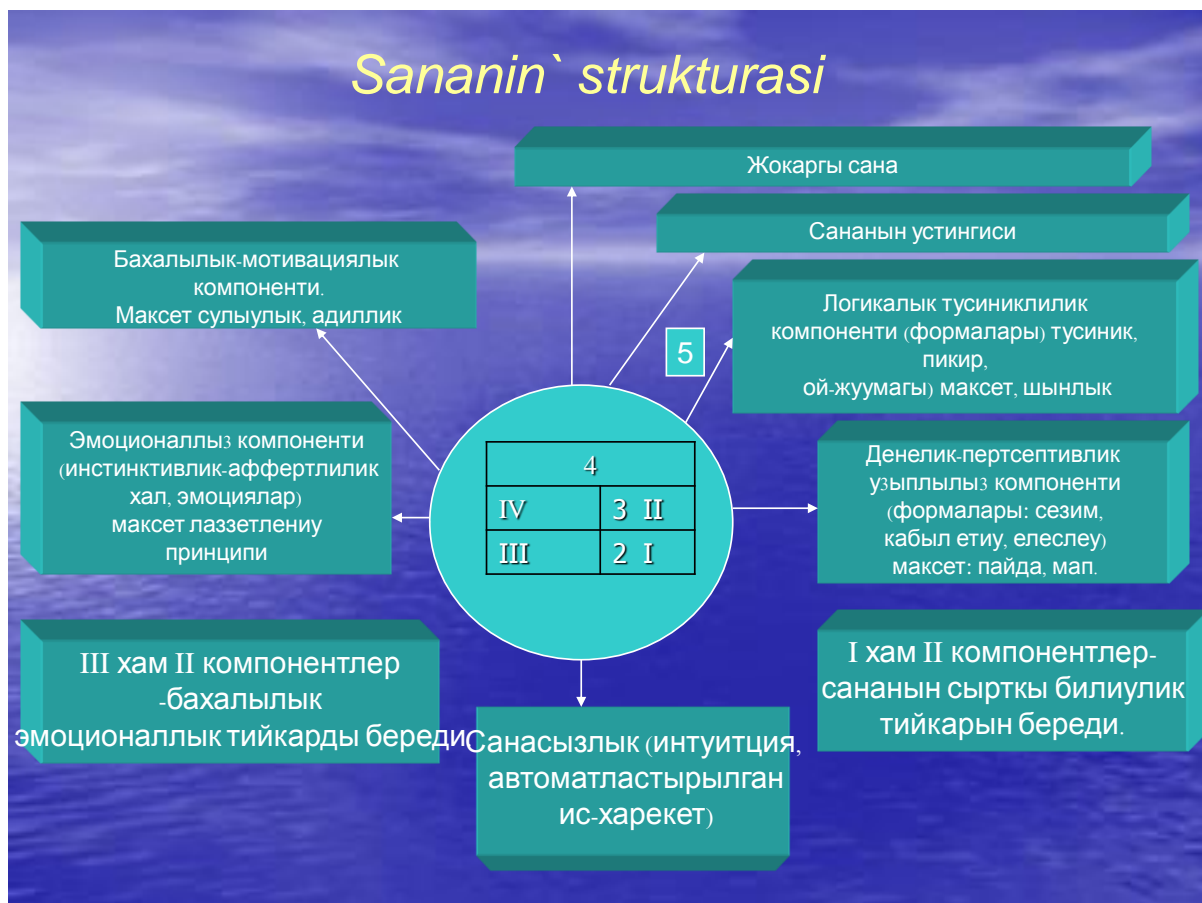 Sananin` strukturasi
Жокаргы сана
Сананын устингиси
Бахалылык-мотивациялык
компоненти.
Максет сулыулык, адиллик
Логикалык тусиниклилик
компоненти (формалары) тусиник,
пикир,
ой-жуумагы) максет, шынлык
5
Эмоционаллы3 компоненти
(инстинктивлик-аффертлилик
хал, эмоциялар)
максет лаззетлениу
принципи
4
IV 3 II
III 2 I
Денелик-пертсептивлик
у3ыплылы3 компоненти
(формалары: сезим,
кабыл етиу, елеслеу)
максет: пайда, мап.
III хам II компонентлер
-бахалылык
эмоционаллык тийкарды береди.
Санасызлык (интуитция,
автоматластырылган
ис-харекет)
I хам II компонентлер-
сананын сырткы билиулик
тийкарын береди.